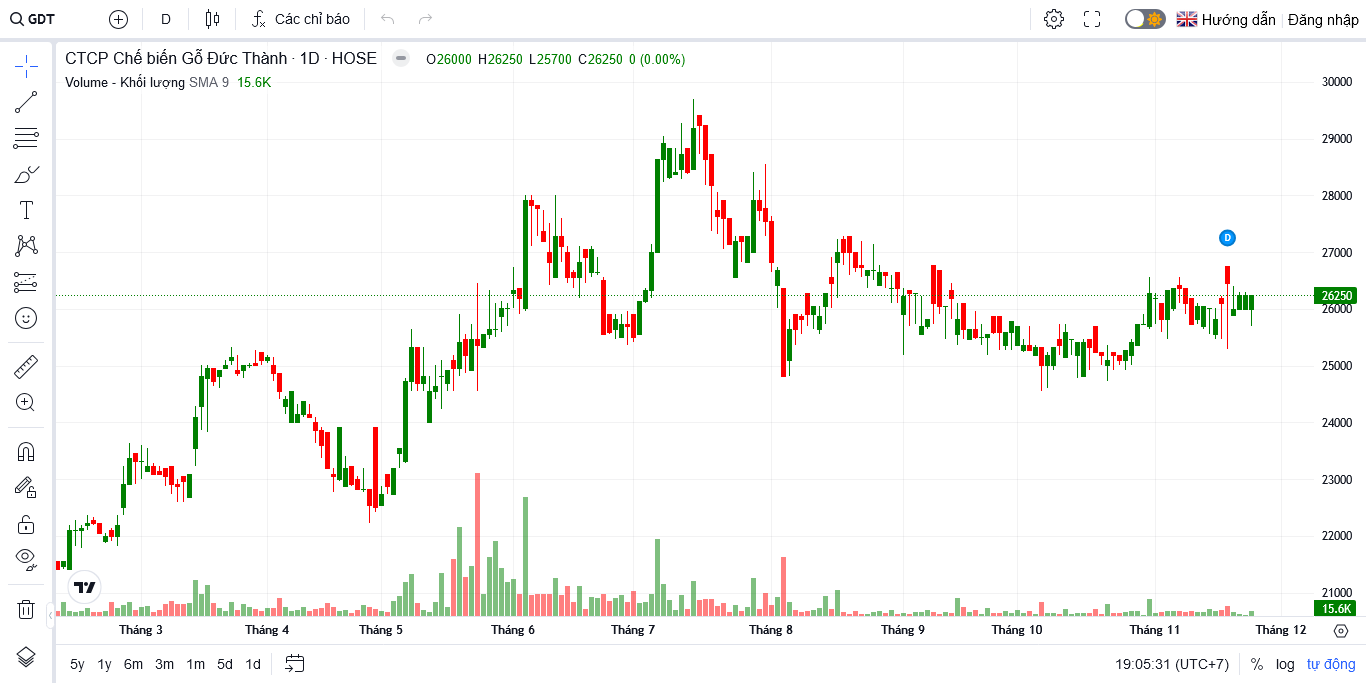 GDT D Các chỉ báo Hướng dẫn Đăng nhập
CTCP Chế biến Gỗ Đức Thành · 1D · HOSE O26000 H26250 L25700 C26250 0 (0.00%)
Volume - Khối lượng SMA 9 15.6K
30000
29000
28000
D
27000
26250
26000
25000
24000
23000
22000
21000
15.6K
Tháng 3 Tháng 4 Tháng 5 Tháng 6 Tháng 7 Tháng 8 Tháng 9 Tháng 10 Tháng 11 Tháng 12
5y 1y 6m 3m 1m 5d 1d 19:05:31 (UTC+7) % log tự động